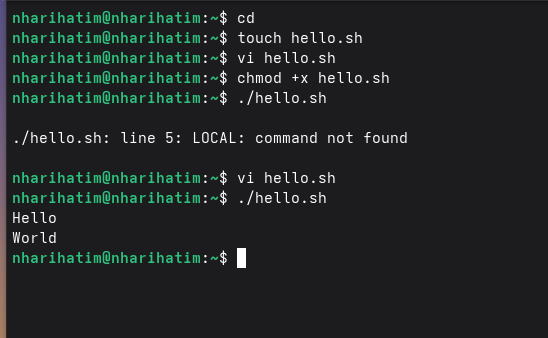 nharihatim@nharihatim:~$ cd
nharihatim@nharihatim:~$ touch hello.sh
nharihatim@nharihatim:~$ vi hello.sh
nharihatim@nharihatim:~$ chmod +x hello.sh
nharihatim@nharihatim:~$ ./hello.sh
./hello.sh: line 5: LOCAL: command not found
nharihatim@nharihatim:~$ vi hello.sh
nharihatim@nharihatim:~$ ./hello.sh
Hello
World
nharihatim@nharihatim:~$